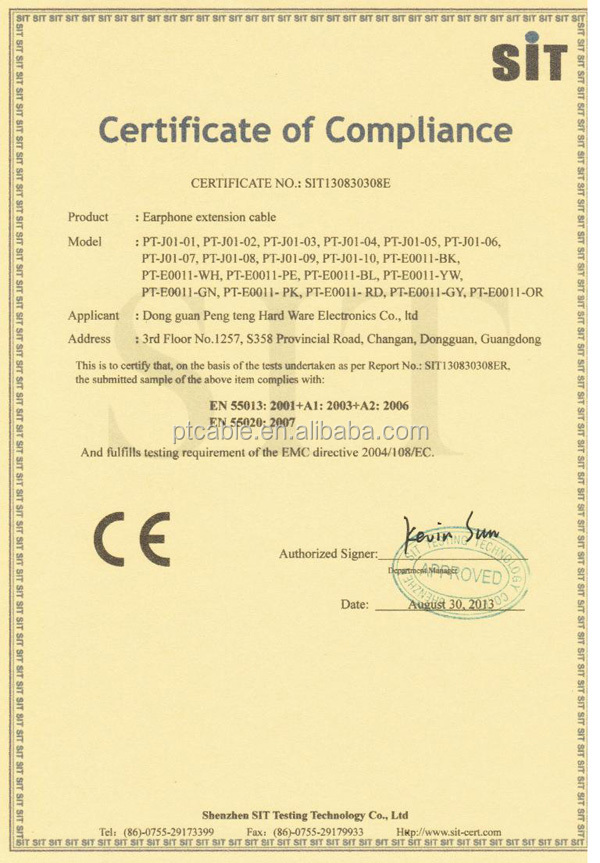 SiT
Certificate of Compliance
CERTIFICATE NO.: SIT130830308E
Product : Earphone extension cable
Model : PT-J01-01, PT-J01-02, PT-J01-03, PT-J01-04, PT-J01-05, PT-J01-06,
PT-J01-07, PT-J01-08, PT-J01-09, PT-J01-10, PT-E0011-BK,
PT-E0011-WH, PT-E0011-PE, PT-E0011-BL, PT-E0011-YW,
PT-E0011-GN, PT-E0011- PK, PT-E0011- RD, PT-E0011-GY, PT-E0011-OR
Applicant : Dong guan Peng teng Hard Ware Electronics Co., ltd
Address : 3rd Floor No.1257, S358 Provincial Road, Changan, Dongguan, Guangdong
This is to certify that, on the basis of the tests undertaken as per Report No.: SIT130830308ER,
the submitted sample of the above item complies with:
EN 55013: 2001+A1: 2003+A2: 2006
EN 55020: 2007
ptcable.en.alibaba.com
And fulfills testing requirement of the EMC directive 2004/108/EC.
CE
Kevin Sun
Authorized Signer:
Department Manager
SHENZHEN SIT TESTING TECHNOLOGY CO.
APPROVED
Date: August 30, 2013
Shenzhen SIT Testing Technology Co., Ltd
Tel: (86)-0755-29173399 Fax: (86)-0755-29179933 Http://www.sit-cert.com